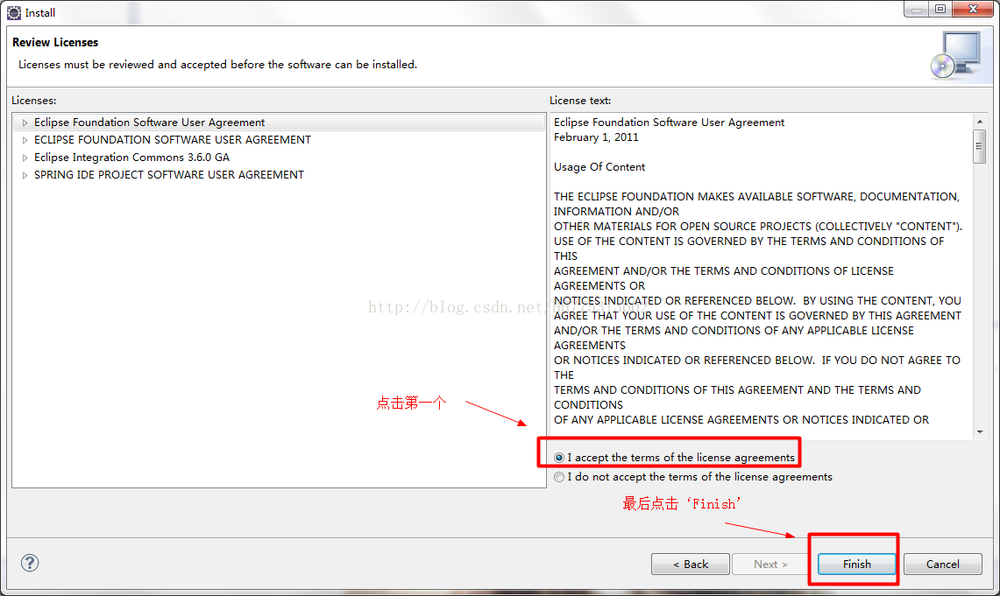 Install
Review Licenses
Licenses must be reviewed and accepted before the software can be installed.
Licenses:
Eclipse Foundation Software User Agreement
ECLIPSE FOUNDATION SOFTWARE USER AGREEMENT
Eclipse Integration Commons 3.6.0 GA
SPRING IDE PROJECT SOFTWARE USER AGREEMENT
License text:
Eclipse Foundation Software User Agreement
February 1, 2011
Usage Of Content
THE ECLIPSE FOUNDATION MAKES AVAILABLE SOFTWARE, DOCUMENTATION,
INFORMATION AND/OR
OTHER MATERIALS FOR OPEN SOURCE PROJECTS (COLLECTIVELY "CONTENT").
USE OF THE CONTENT IS GOVERNED BY THE TERMS AND CONDITIONS OF
THIS
AGREEMENT AND/OR THE TERMS AND CONDITIONS OF LICENSE
AGREEMENTS OR
NOTICES INDICATED OR REFERENCED BELOW.  BY USING THE CONTENT, YOU
AGREE THAT YOUR USE OF THE CONTENT IS GOVERNED BY THIS AGREEMENT
AND/OR THE TERMS AND CONDITIONS OF ANY APPLICABLE LICENSE
AGREEMENTS
OR NOTICES INDICATED OR REFERENCED BELOW.  IF YOU DO NOT AGREE TO
THE
TERMS AND CONDITIONS OF THIS AGREEMENT AND THE TERMS AND
CONDITIONS
OF ANY APPLICABLE LICENSE AGREEMENTS OR NOTICES INDICATED OR
http://blog.csdn.net/
点击第一个
I accept the terms of the license agreements
I do not accept the terms of the license agreements
最后点击‘Finish’
< Back
Next >
Finish
Cancel